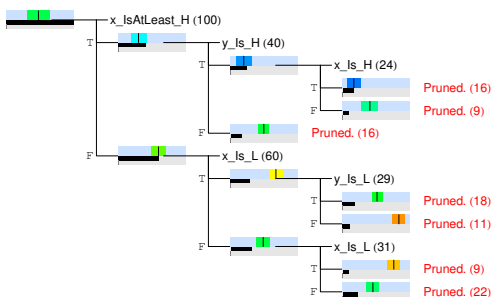 x_IsAtLeast_H (100)
T
y_Is_H (40)
T
x_Is_H (24)
T
Pruned. (16)
F
Pruned. (9)
F
Pruned. (16)
F
x_Is_L (60)
T
y_Is_L (29)
T
Pruned. (18)
F
Pruned. (11)
F
x_Is_L (31)
T
Pruned. (9)
F
Pruned. (22)